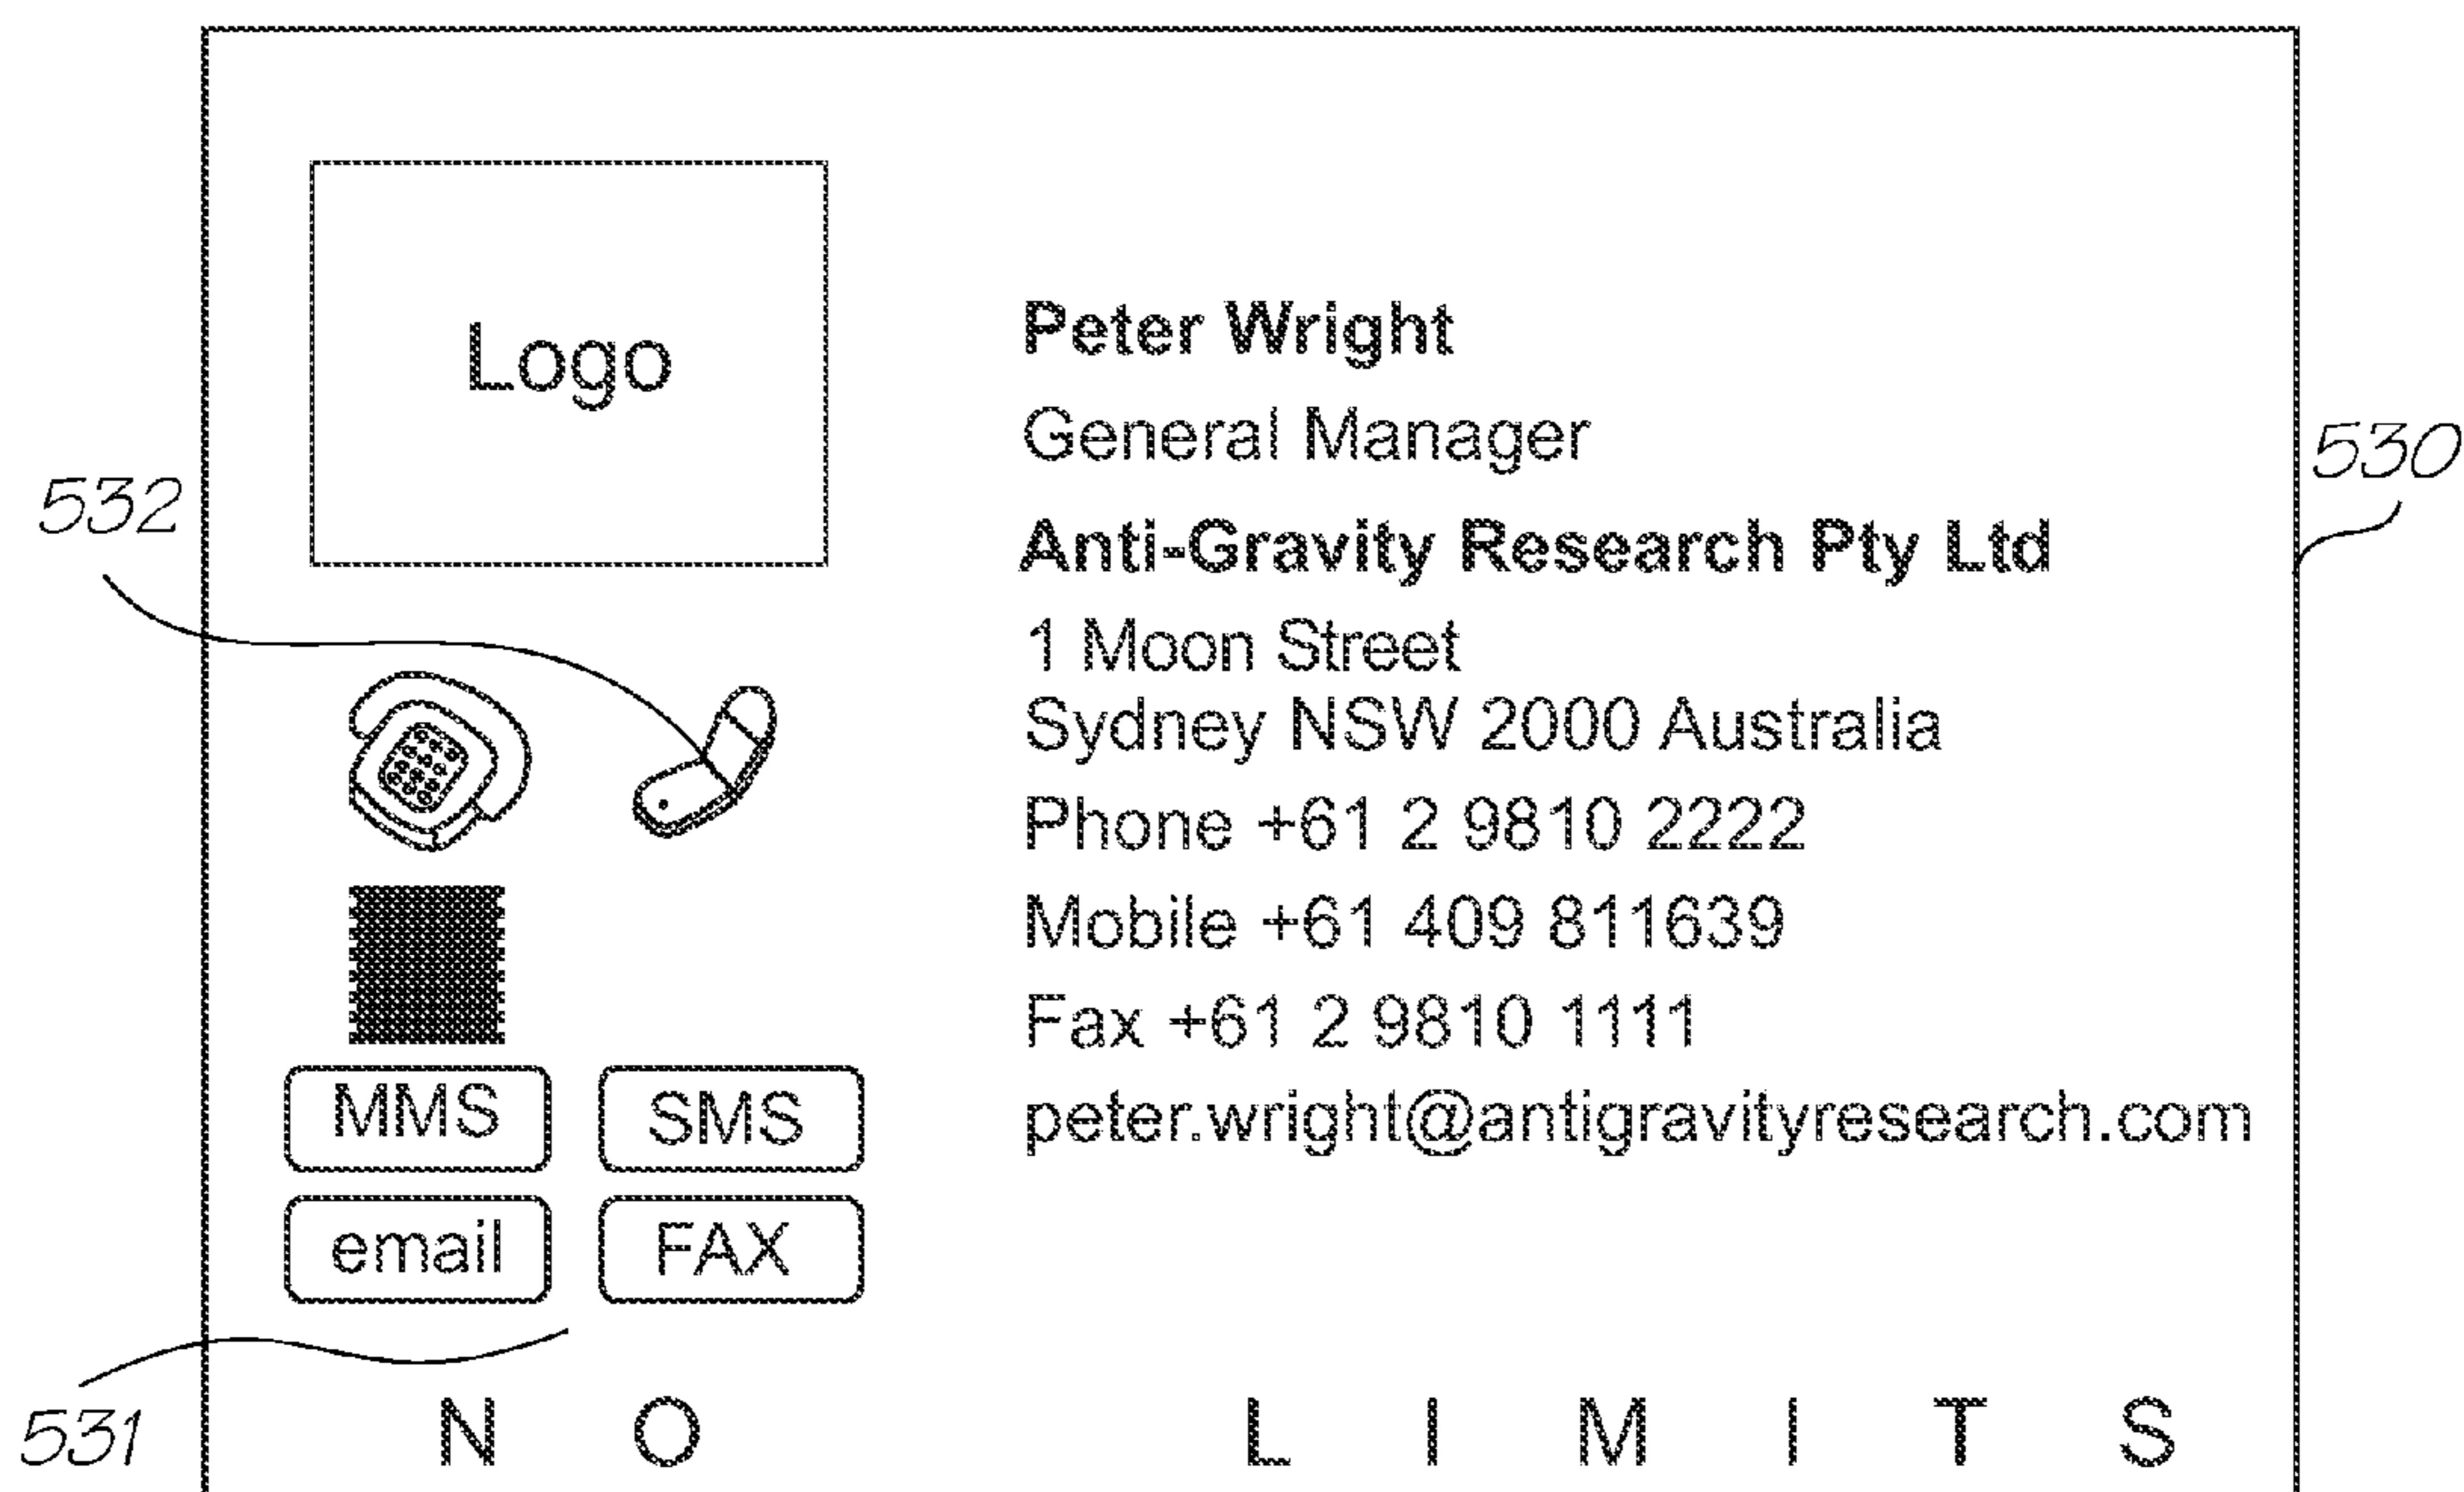 Logo
532
Peter Wright
General Manager
530
Anti-Gravity Research Pty Ltd
1 Moon Street
Sydney NSW 2000 Australia
Phone +61 2 9810 2222
Mobile +61 409 811639
Fax +61 2 9810 1111
peter.wright@antigravityresearch.com
MMS SMS
email FAX
531
NO LIMITS